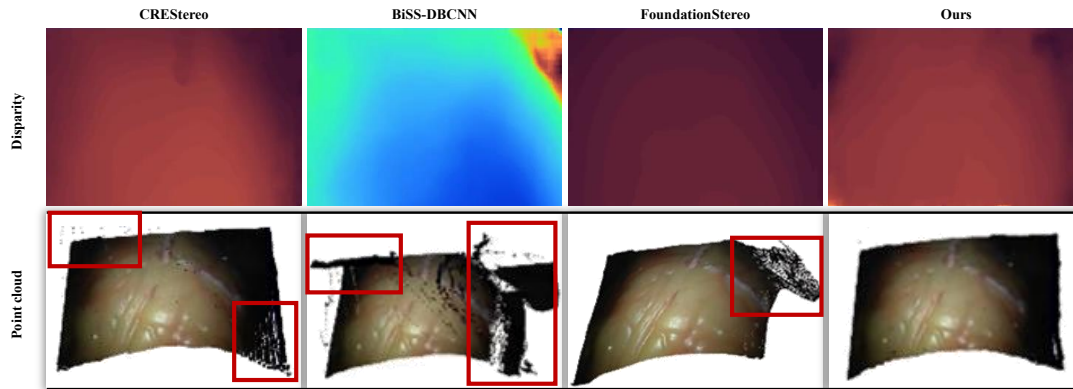 CREStereo BiSS-DBCNN FoundationStereo Ours
Disparity
Point cloud